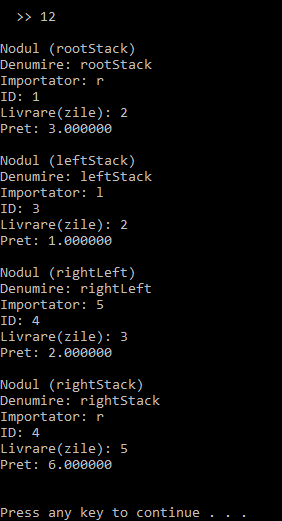 >> 12
Nodul (rootStack)
Denumire: rootStack
Importator: r
ID: 1
Livrare(zile): 2
Pret: 3.000000
Nodul (leftStack)
Denumire: leftStack
Importator: l
ID: 3
Livrare(zile): 2
Pret: 1.000000
Nodul (rightLeft)
Denumire: rightLeft
Importator: 5
ID: 4
Livrare(zile): 3
Pret: 2.000000
Nodul (rightStack)
Denumire: rightStack
Importator: r
ID: 4
Livrare(zile): 5
Pret: 6.000000
Press any key to continue . . .